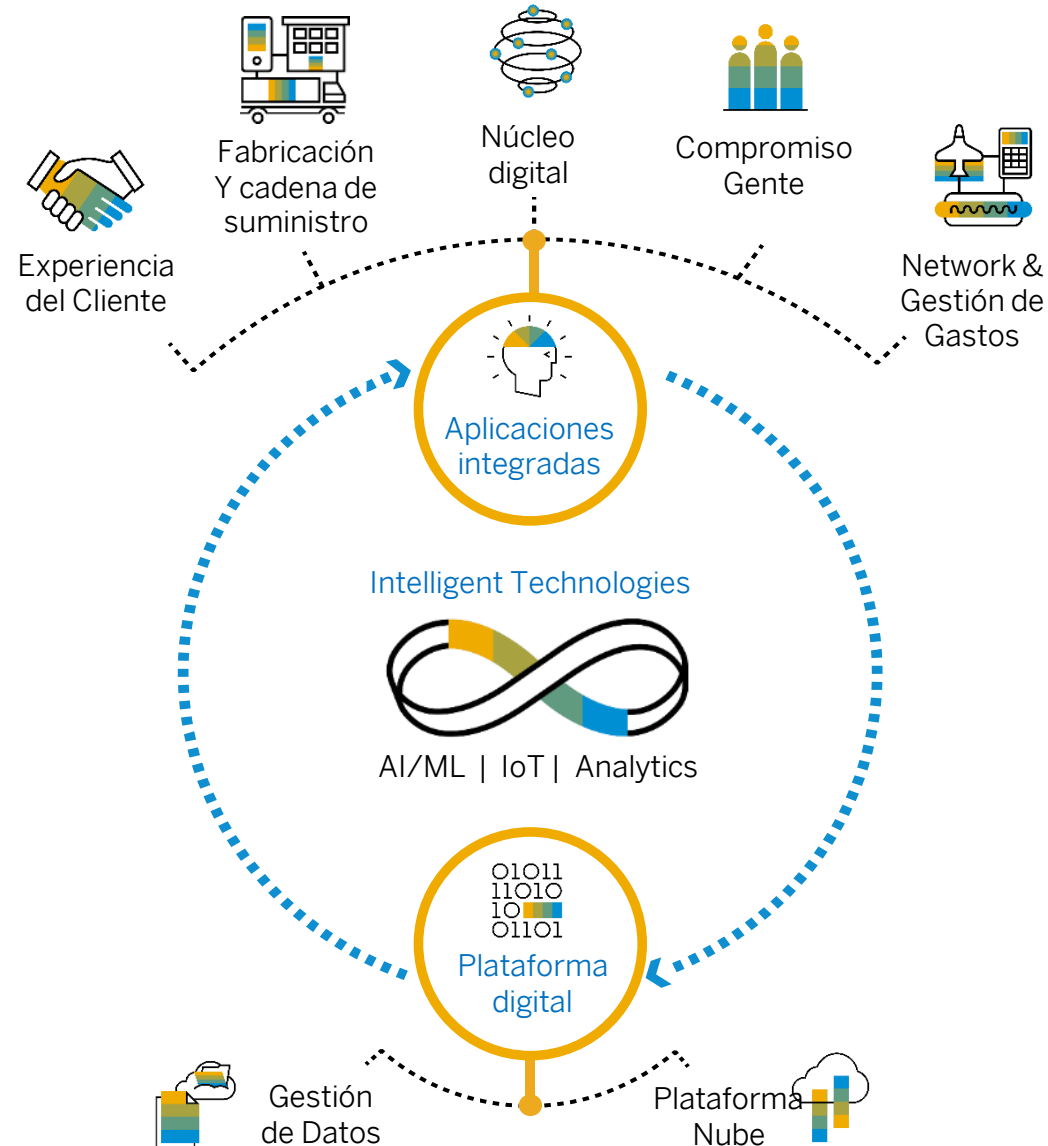 Núcleo
digital
Fabricación
Y cadena de
suministro
Compromiso
Gente
Experiencia
del Cliente
Network &
Gestión de
Gastos
Aplicaciones
integradas
Intelligent Technologies
AI/ML | IoT | Analytics
01011
11010
10
01101
Plataforma
digital
Gestión
de Datos
Plataforma
Nube